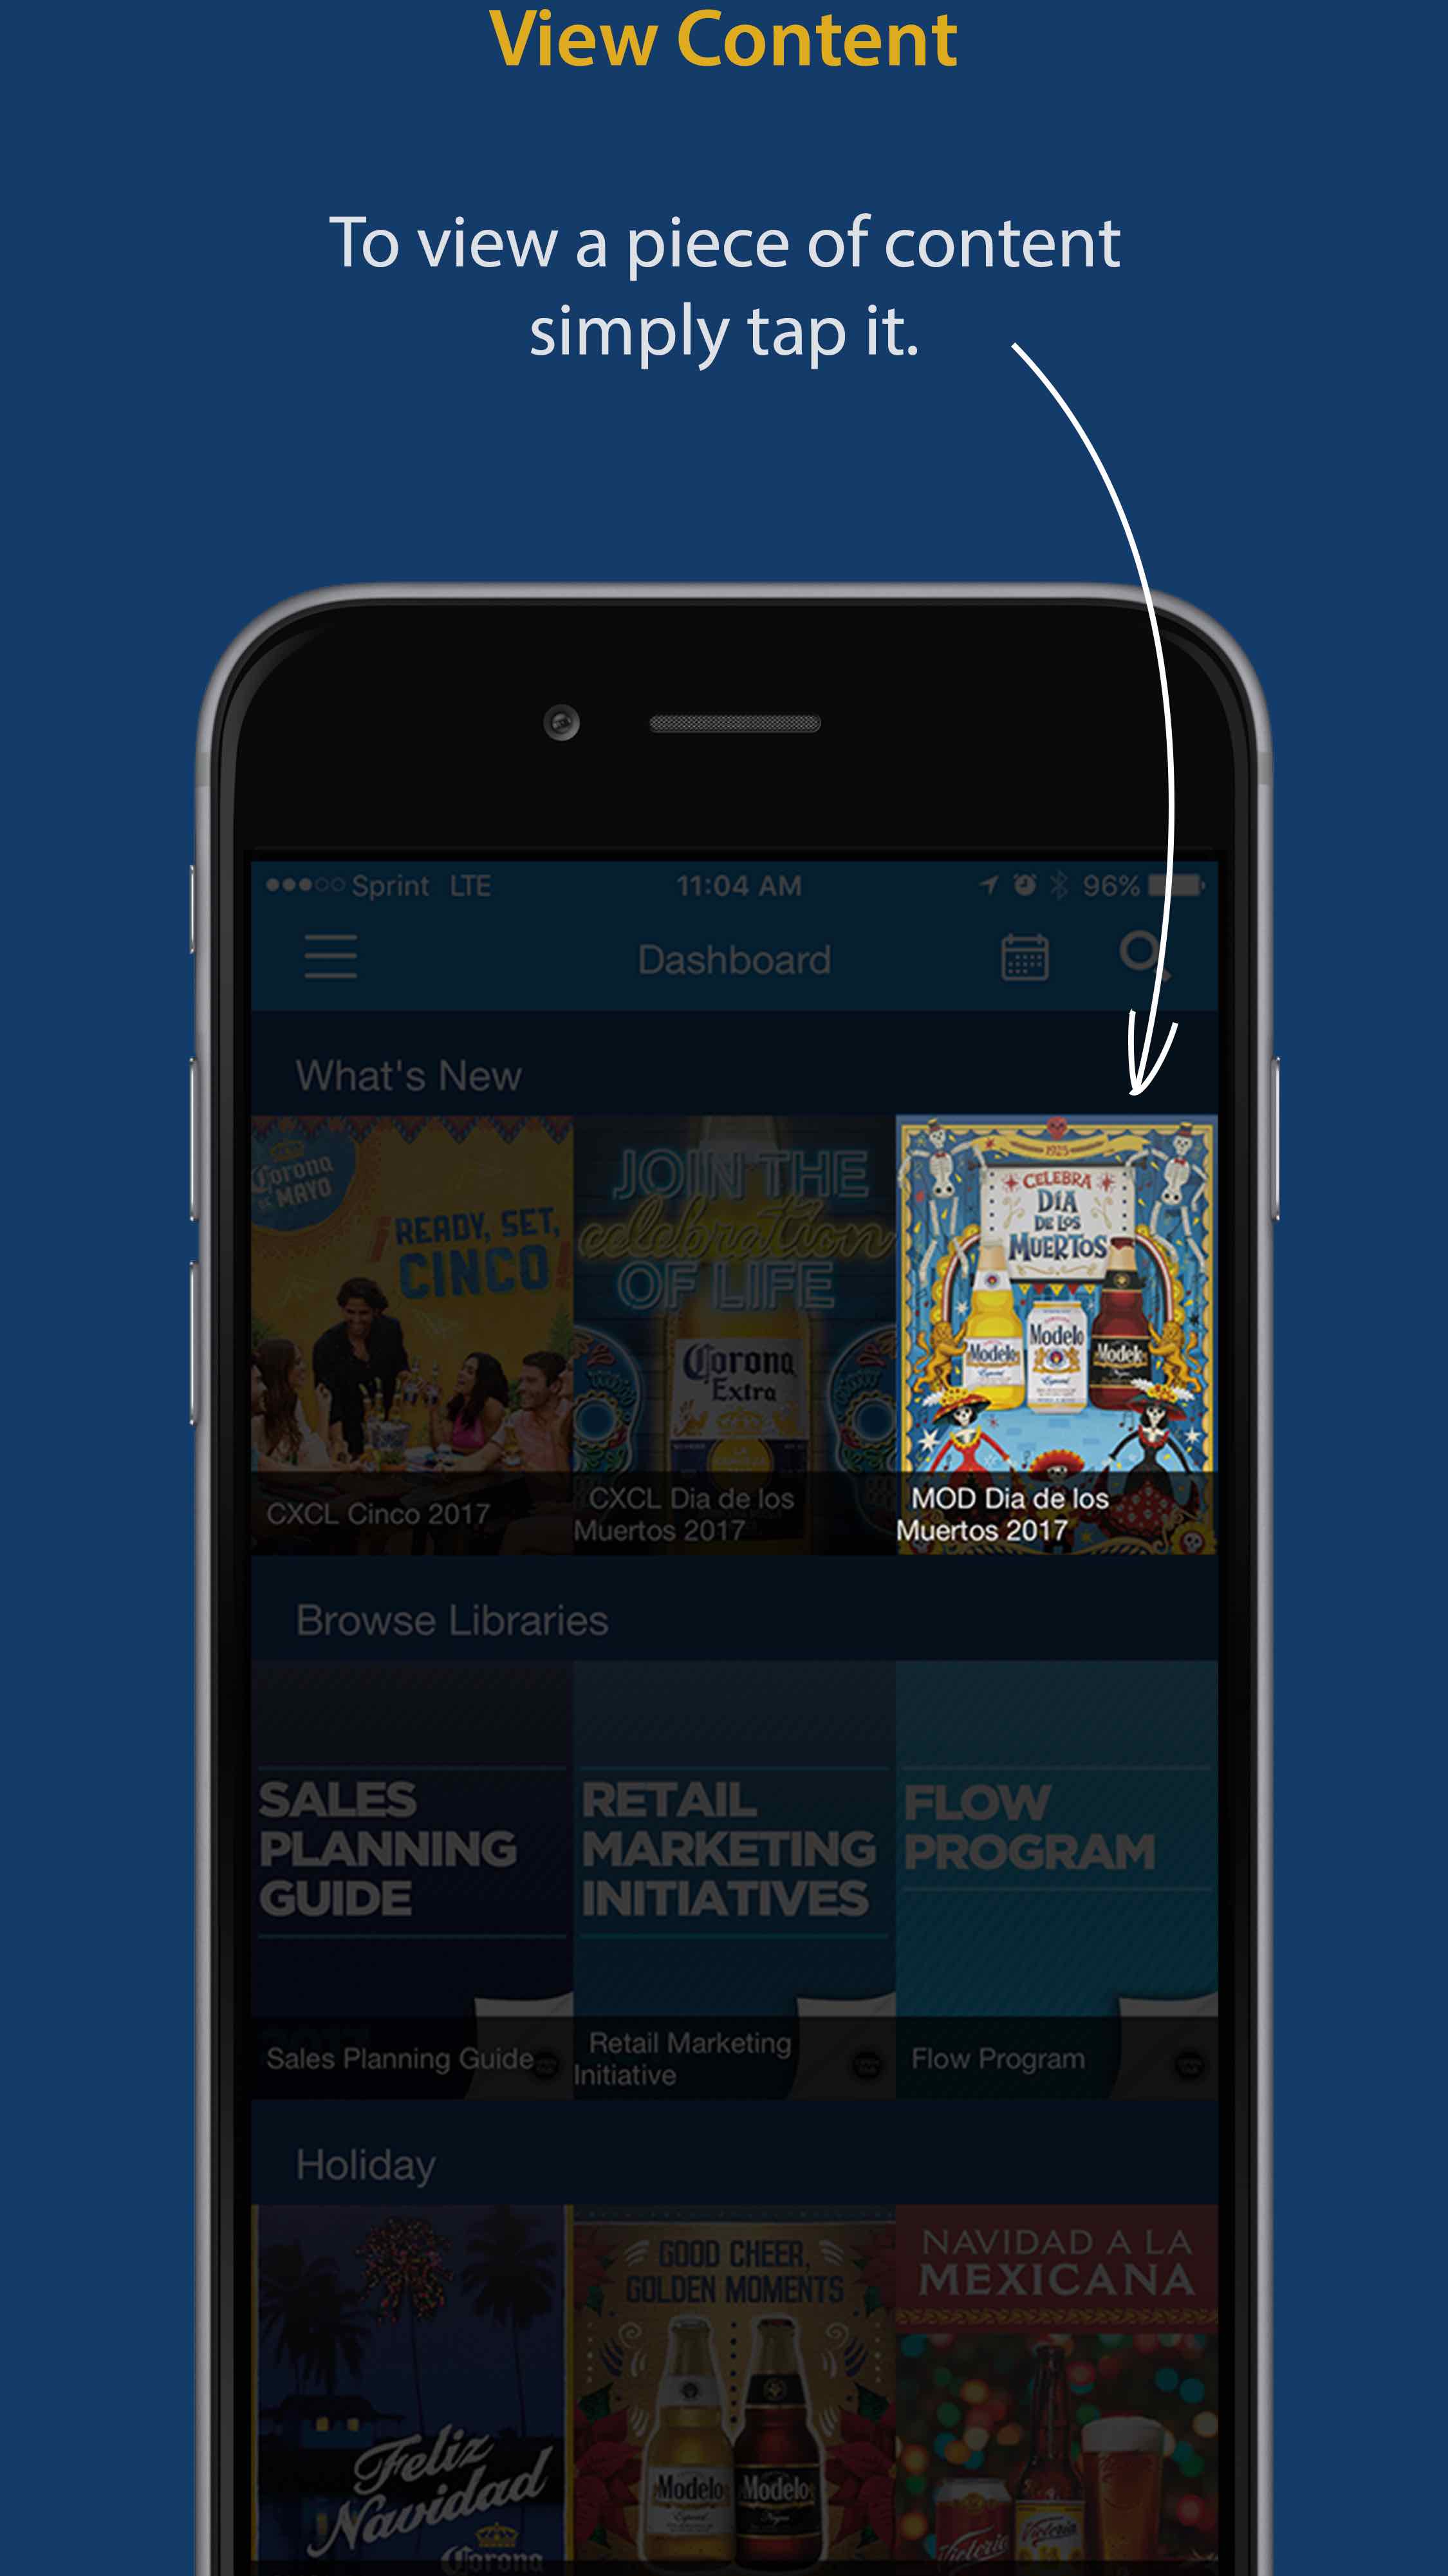 View Content
To view a piece of content
simply tap it.
Sprint LTE
11:04 AM
96%
Dashboard
What's New
Corona
DE MAYO
¡READY, SET,
CINCO!
CXCL Cinco 2017
JOIN THE
celebration
OF LIFE
Corona
Extra
CXCL Dia de los
Muertos 2017
1925
CELEBRA
DÍA
DE LOS
MUERTOS
Modelo
Modelo
Modelo
Especial
Especial
MOD Dia de los
Muertos 2017
Browse Libraries
SALES
PLANNING
GUIDE
Sales Planning Guide
RETAIL
MARKETING
INITIATIVES
Retail Marketing
Initiative
FLOW
PROGRAM
Flow Program
Holiday
Feliz
Navidad
Corona
GOOD CHEER,
GOLDEN MOMENTS
Modelo
Modelo
Especial
Negra
NAVIDAD A LA
MEXICANA
Victoria
Victoria